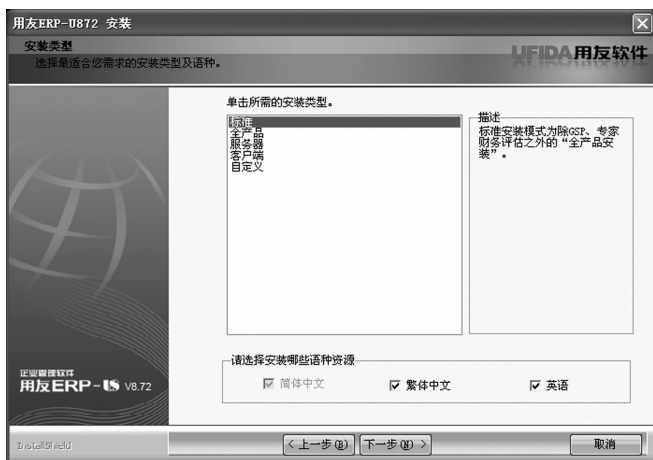 用友ERP-U872 安装
安装类型
选择最适合您需求的安装类型及语种。
UFIDA用友软件
单击所需的安装类型。
标准
全产品
服务器
客户端
自定义
描述
标准安装模式为除GSP、专家
财务评估之外的“全产品安
装”。
请选择安装哪些语种资源
简体中文
繁体中文
英语
企业管理软件
用友ERP-U8 V8.72
InstallShield
< 上一步(B)
下一步(N) >
取消